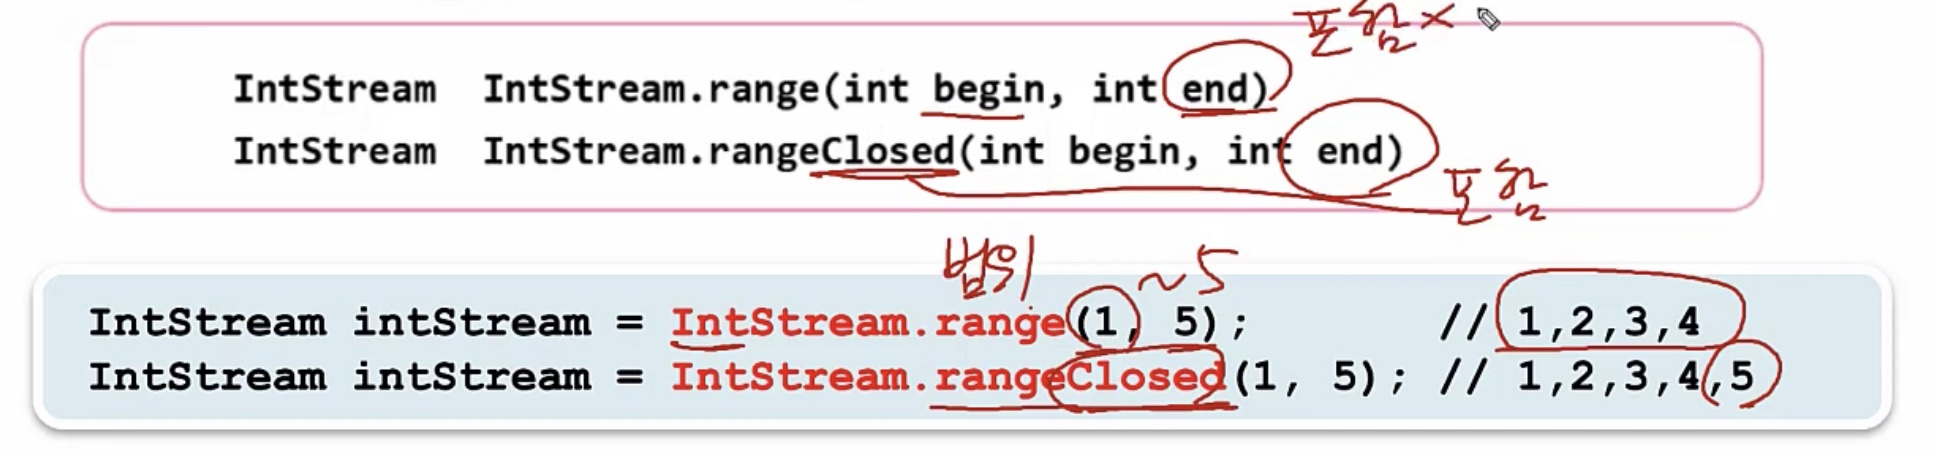 포함 ×
IntStream IntStream.range(int begin, int end)
IntStream IntStream.rangeClosed(int begin, int end)
포함
범위 ~5
IntStream intStream = IntStream.range(1, 5); // 1,2,3,4
IntStream intStream = IntStream.rangeClosed(1, 5); // 1,2,3,4,5